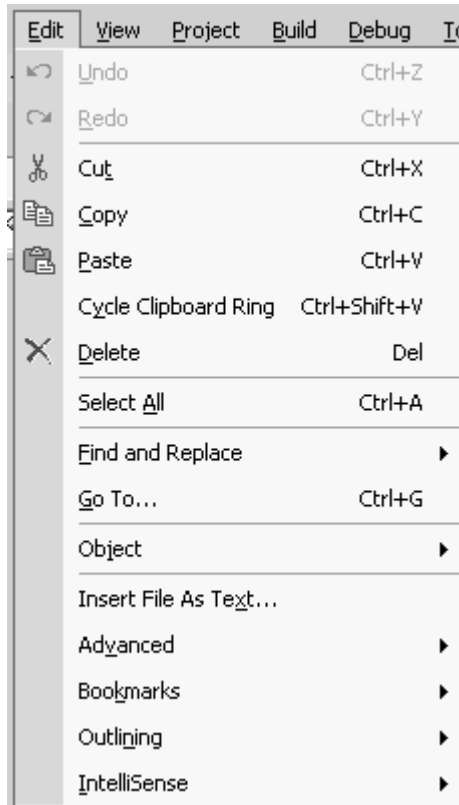 Edit View Project Build Debug
Undo Ctrl+Z
Redo Ctrl+Y
Cut Ctrl+X
Copy Ctrl+C
Paste Ctrl+V
Cycle Clipboard Ring Ctrl+Shift+V
Delete Del
Select All Ctrl+A
Find and Replace
Go To... Ctrl+G
Object
Insert File As Text...
Advanced
Bookmarks
Outlining
IntelliSense